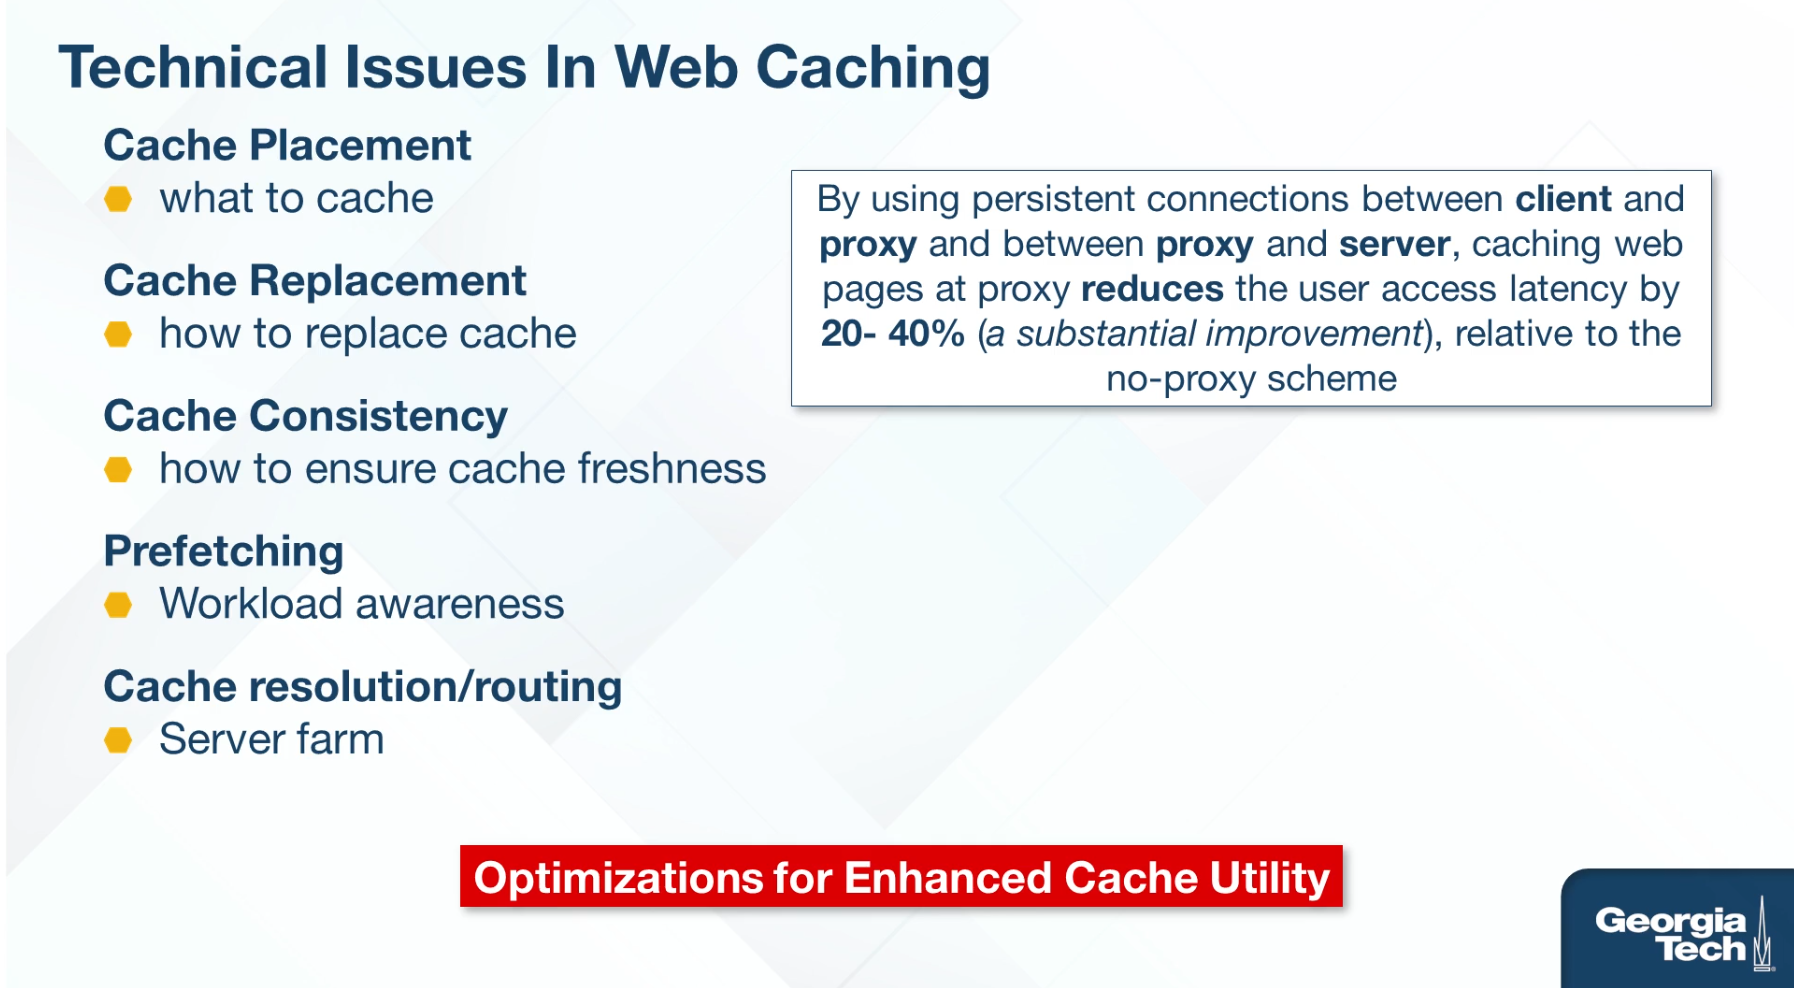 Technical Issues In Web Caching
Cache Placement
what to cache
Cache Replacement
how to replace cache
Cache Consistency
how to ensure cache freshness
Prefetching
Workload awareness
Cache resolution/routing
Server farm
By using persistent connections between client and
proxy and between proxy and server, caching web
pages at proxy reduces the user access latency by
20- 40% (a substantial improvement), relative to the
no-proxy scheme
Optimizations for Enhanced Cache Utility
Georgia
Tech